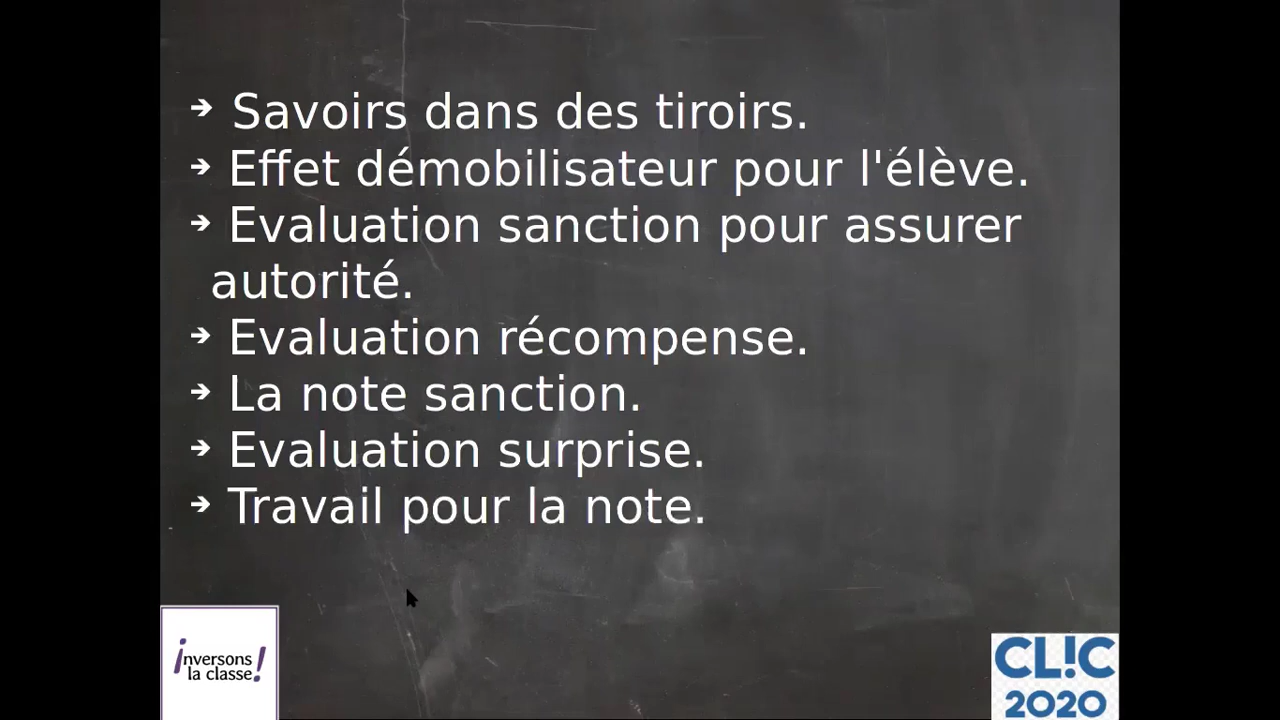 ➔ Savoirs dans des tiroirs.
➔ Effet démobilisateur pour l'élève.
➔ Evaluation sanction pour assurer
autorité.
➔ Evaluation récompense.
➔ La note sanction.
➔ Evaluation surprise.
➔ Travail pour la note.
¡nversons
la classe!
CL!C
2020